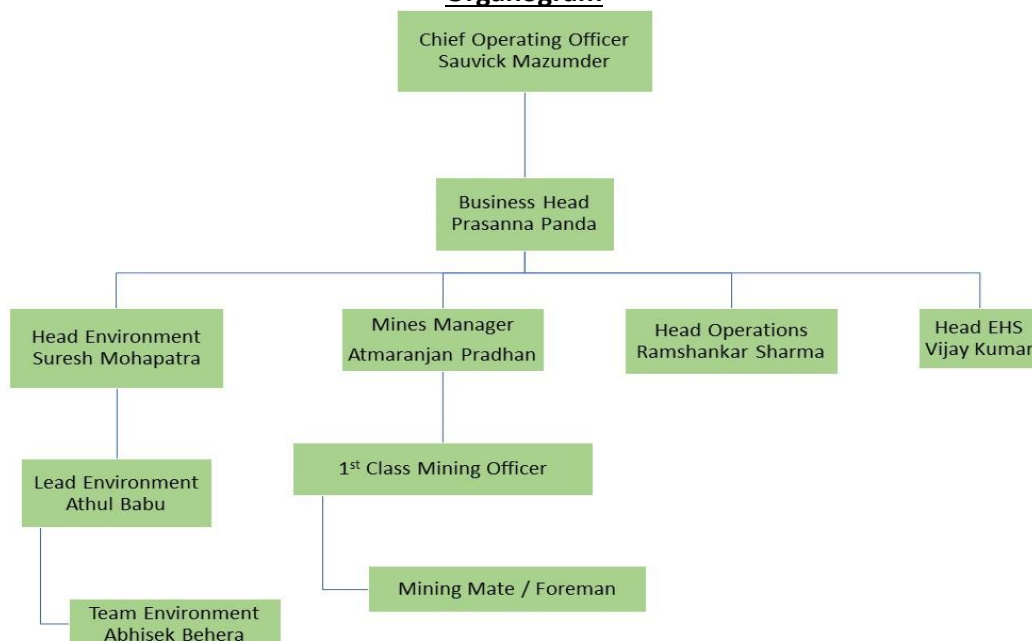 Organogram
Chief Operating Officer
Sauvick Mazumder
Business Head
Prasanna Panda
Head Environment
Suresh Mohapatra
Mines Manager
Atmaranjan Pradhan
Head Operations
Ramshankar Sharma
Head EHS
Vijay Kumar
Lead Environment
Athul Babu
1st Class Mining Officer
Team Environment
Abhisek Behera
Mining Mate / Foreman